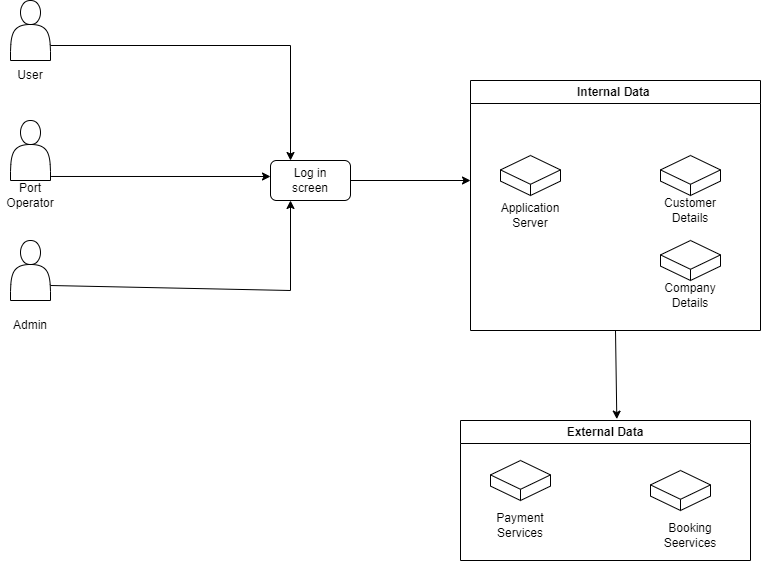 User
Port
Operator
Admin
Log in
screen
Internal Data
Application
Server
Customer
Details
Company
Details
External Data
Payment
Services
Booking
Seervices